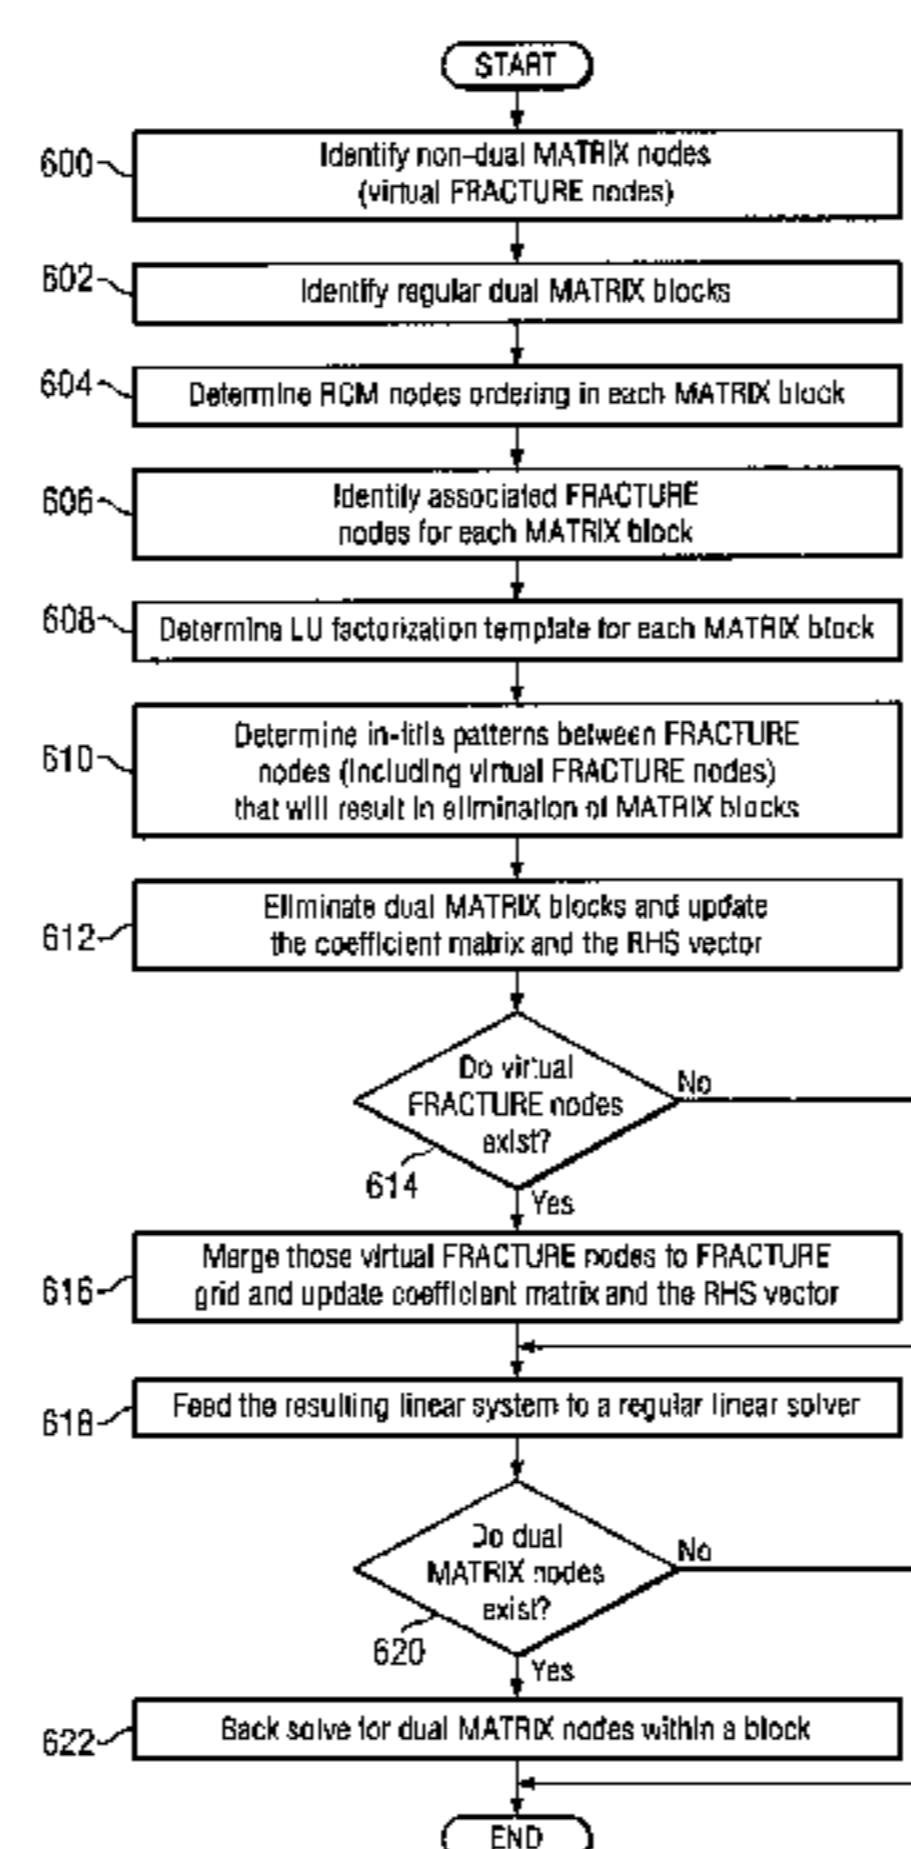 START
600
Identify non-dual MATRIX nodes
(virtual FRACTURE nodes)
602
Identify regular dual MATRIX blocks
604
Determine RCM nodes ordering in each MATRIX block
606
Identify associated FRACTURE
nodes for each MATRIX block
608
Determine LU factorization template for each MATRIX block
610
Determine in-fills patterns between FRACTURE
nodes (including virtual FRACTURE nodes)
that will result in elimination of MATRIX blocks
612
Eliminate dual MATRIX blocks and update
the coefficient matrix and the RHS vector
Do virtual
FRACTURE nodes
exist?
No
614
Yes
616
Merge those virtual FRACTURE nodes to FRACTURE
grid and update coefficient matrix and the RHS vector
618
Feed the resulting linear system to a regular linear solver
Do dual
MATRIX nodes
exist?
No
620
Yes
622
Back solve for dual MATRIX nodes within a block
END